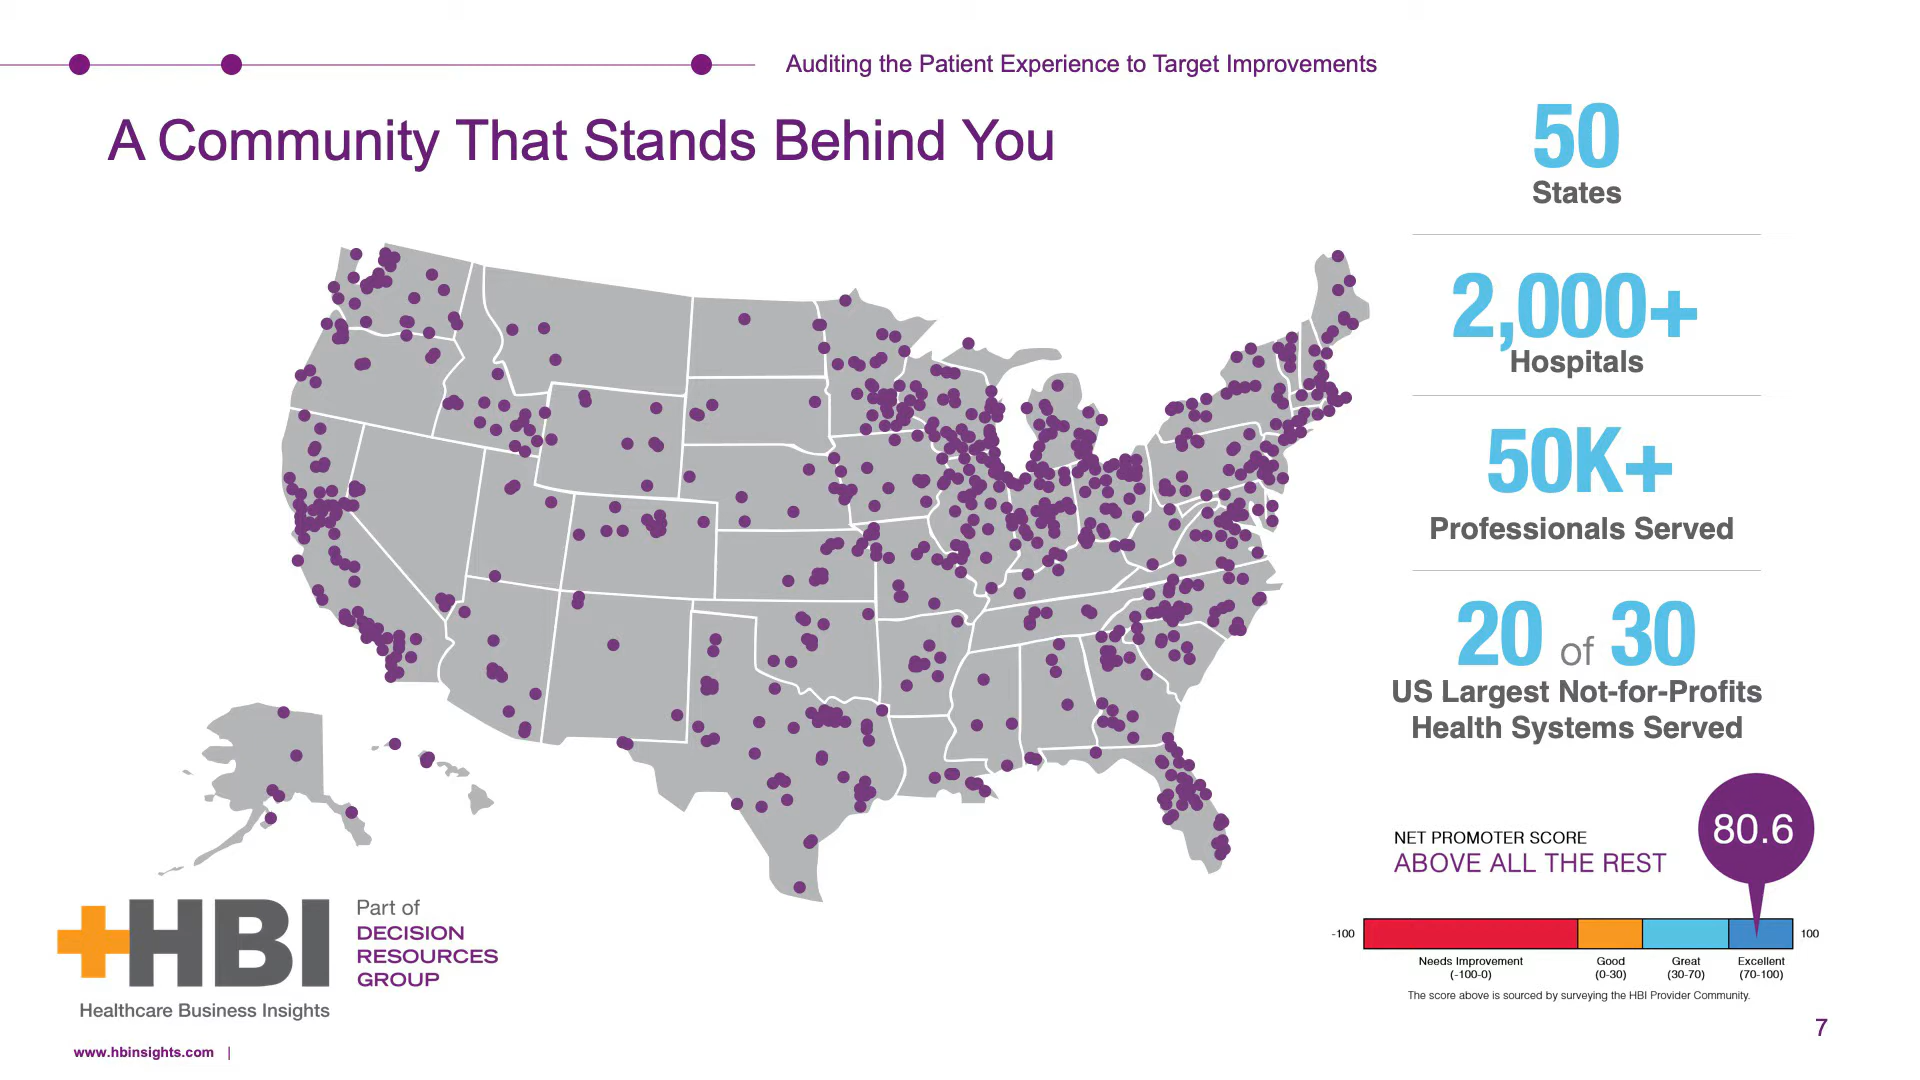 Auditing the Patient Experience to Target Improvements
A Community That Stands Behind You
50
States
2,000+
Hospitals
50K+
Professionals Served
20 of 30
US Largest Not-for-Profits
Health Systems Served
NET PROMOTER SCORE
ABOVE ALL THE REST
80.6
-100
100
Needs Improvement
(-100-0)
Good
(0-30)
Great
(30-70)
Excellent
(70-100)
The score above is sourced by surveying the HBI Provider Community.
+HBI
Healthcare Business Insights
Part of
DECISION
RESOURCES
GROUP
www.hbinsights.com |
7